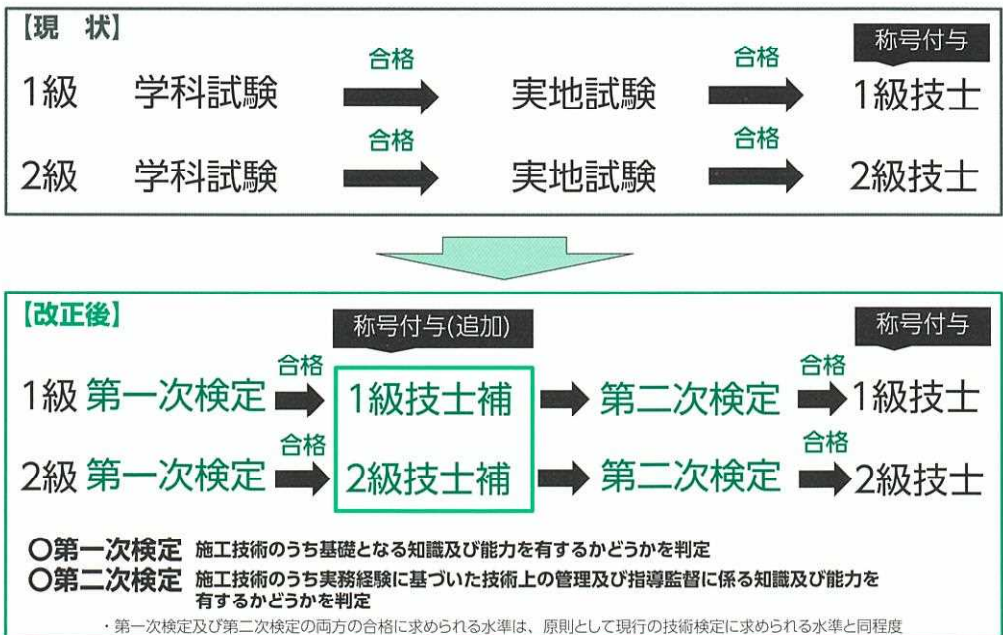 【現 状】
称号付与
合格
合格
1級 学科試験 実地試験 1級技士
合格
合格
2級 学科試験 実地試験 2級技士
【改正後】
称号付与(追加)
称号付与
合格
合格
1級 第一次検定 1級技士補 第二次検定 1級技士
合格
合格
2級 第一次検定 2級技士補 第二次検定 2級技士
○第一次検定 施工技術のうち基礎となる知識及び能力を有するかどうかを判定
○第二次検定 施工技術のうち実務経験に基づいた技術上の管理及び指導監督に係る知識及び能力を
有するかどうかを判定
・第一次検定及び第二次検定の両方の合格に求められる水準は、原則として現行の技術検定に求められる水準と同程度